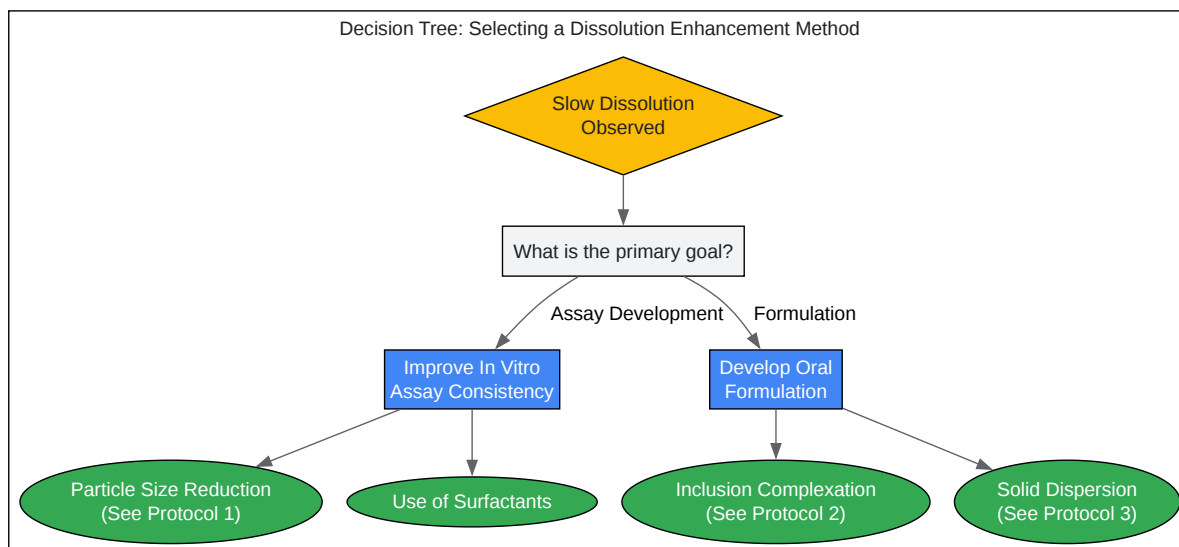 Decision Tree: Selecting a Dissolution Enhancement Method
Slow Dissolution
Observed
What is the primary goal?
Assay Development
Formulation
Improve In Vitro
Assay Consistency
Develop Oral
Formulation
Particle Size Reduction
(See Protocol 1)
Use of Surfactants
Inclusion Complexation
(See Protocol 2)
Solid Dispersion
(See Protocol 3)